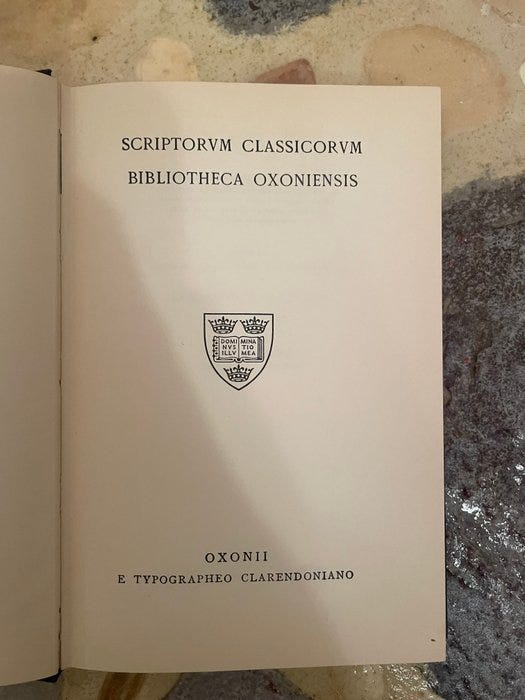 SCRIPTORVM CLASSICORVM
BIBLIOTHECA OXONIENSIS
DOMI MINA
NVS TIO
ILLV MEA
OXONII
E TYPOGRAPHEO CLARENDONIANO